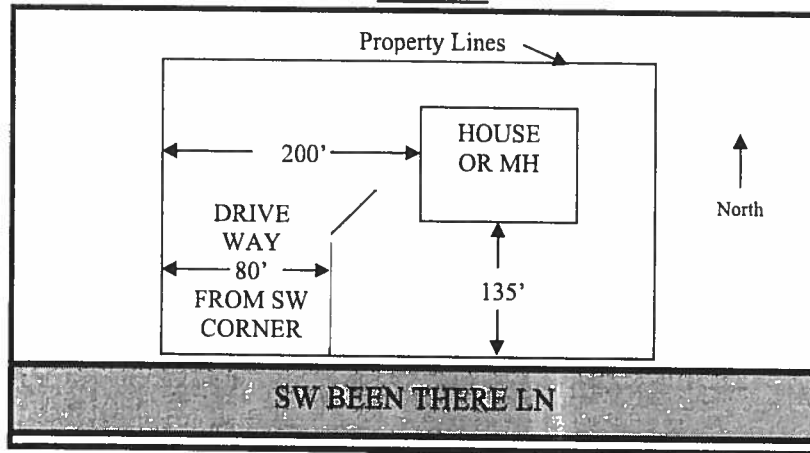 Property Lines
HOUSE
OR MH
200'
North
DRIVE
WAY
80'
FROM SW
CORNER
135'
SW BEEN THERE LN